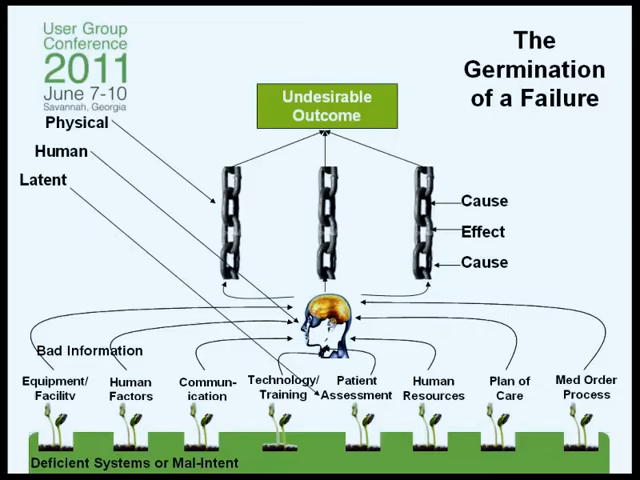 User Group
Conference
2011
June 7-10
Savannah, Georgia
The
Germination
of a Failure
Undesirable
Outcome
Physical
Human
Latent
Cause
Effect
Cause
Bad Information
Equipment/
Facility
Human
Factors
Commun-
ication
Technology/
Training
Patient
Assessment
Human
Resources
Plan of
Care
Med Order
Process
Deficient Systems or Mal-Intent